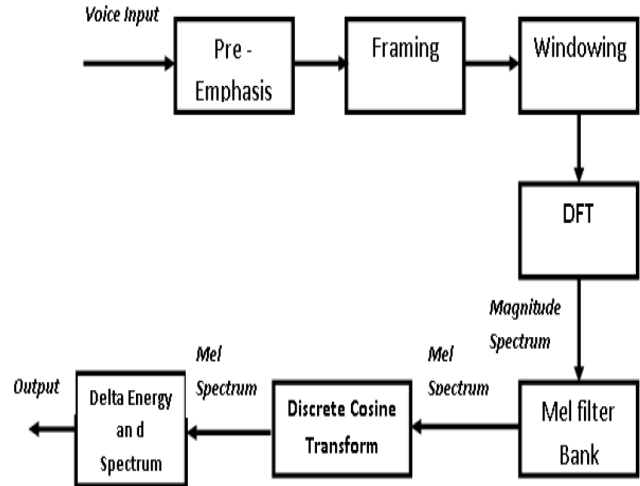 Voice Input
Pre -
Emphasis
Framing
Windowing
DFT
Magnitude
Spectrum
Mel filter
Bank
Mel
Spectrum
Discrete Cosine
Transform
Mel
Spectrum
Delta Energy
an d
Spectrum
Output